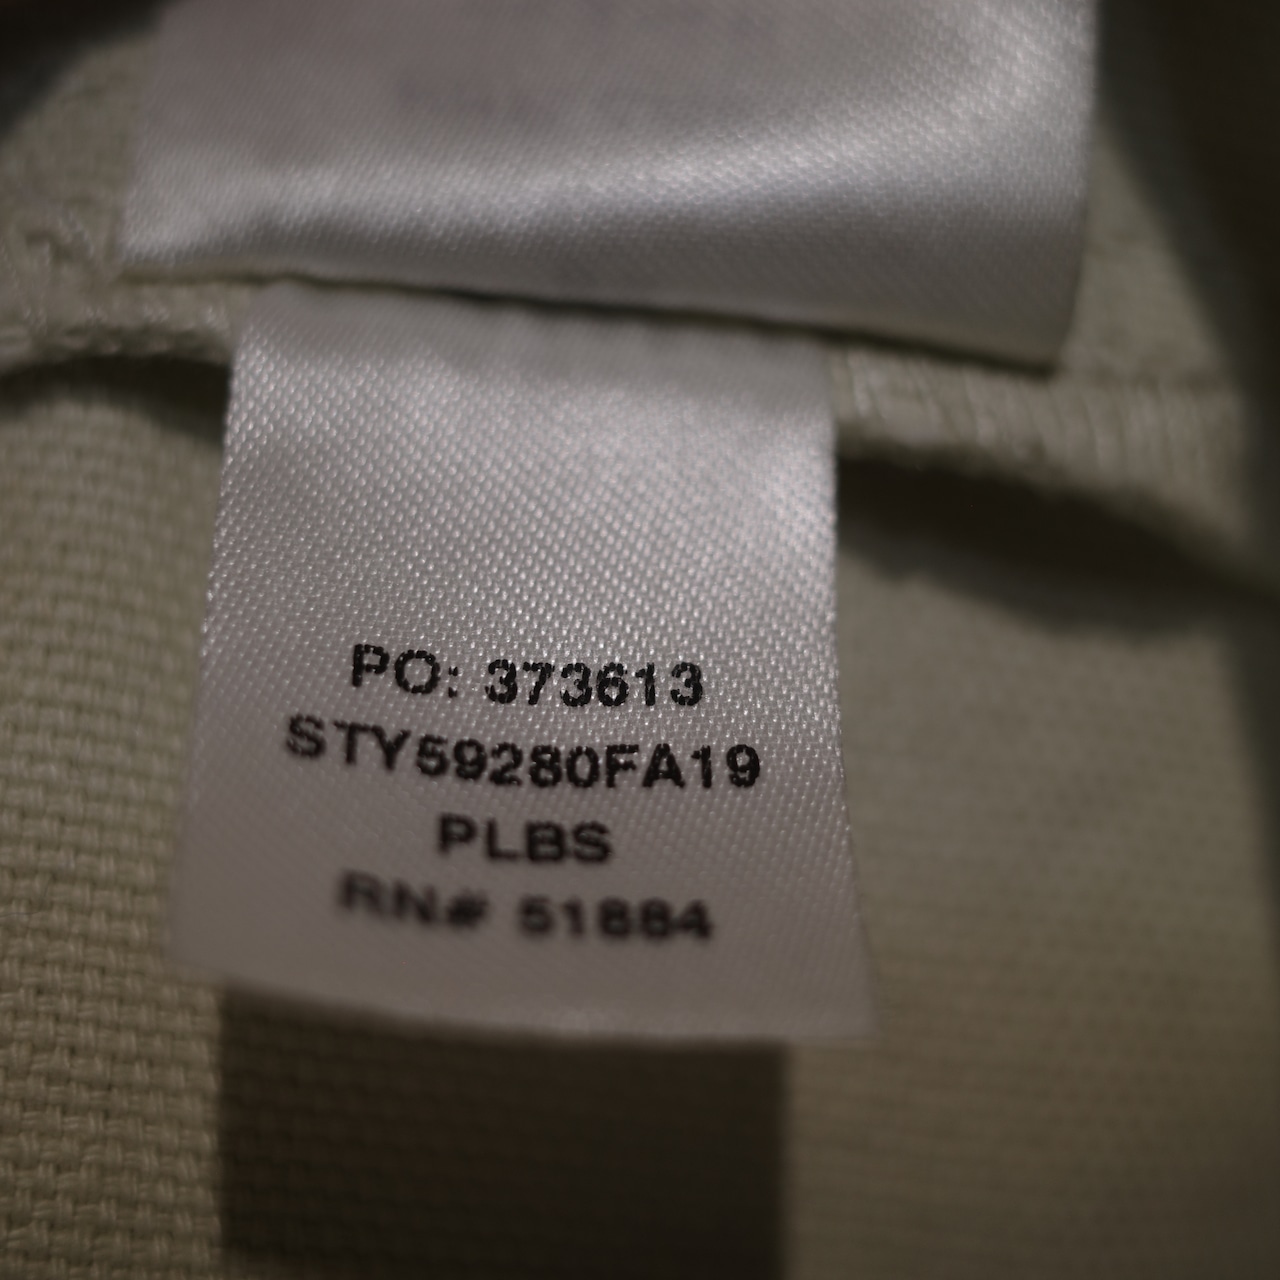 PO: 373613
STY59280FA19
PLBS
RN# 51884